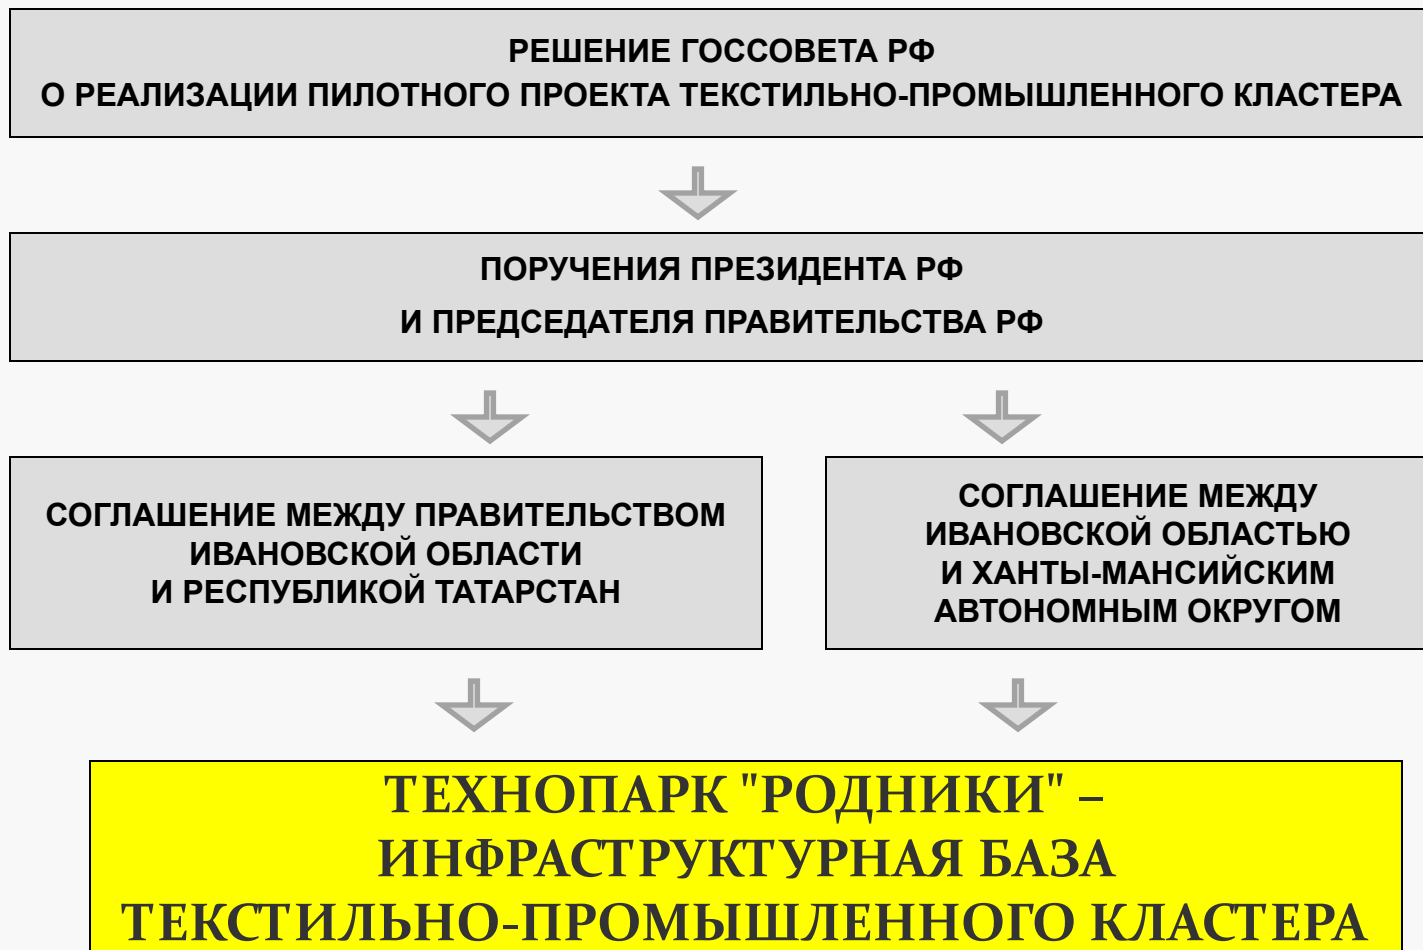 РЕШЕНИЕ ГОССОВЕТА РФ
О РЕАЛИЗАЦИИ ПИЛОТНОГО ПРОЕКТА ТЕКСТИЛЬНО-ПРОМЫШЛЕННОГО КЛАСТЕРА
ПОРУЧЕНИЯ ПРЕЗИДЕНТА РФ
И ПРЕДСЕДАТЕЛЯ ПРАВИТЕЛЬСТВА РФ
СОГЛАШЕНИЕ МЕЖДУ ПРАВИТЕЛЬСТВОМ
ИВАНОВСКОЙ ОБЛАСТИ
И РЕСПУБЛИКОЙ ТАТАРСТАН
СОГЛАШЕНИЕ МЕЖДУ
ИВАНОВСКОЙ ОБЛАСТЬЮ
И ХАНТЫ-МАНСИЙСКИМ
АВТОНОМНЫМ ОКРУГОМ
ТЕХНОПАРК "РОДНИКИ" –
ИНФРАСТРУКТУРНАЯ БАЗА
ТЕКСТИЛЬНО-ПРОМЫШЛЕННОГО КЛАСТЕРА